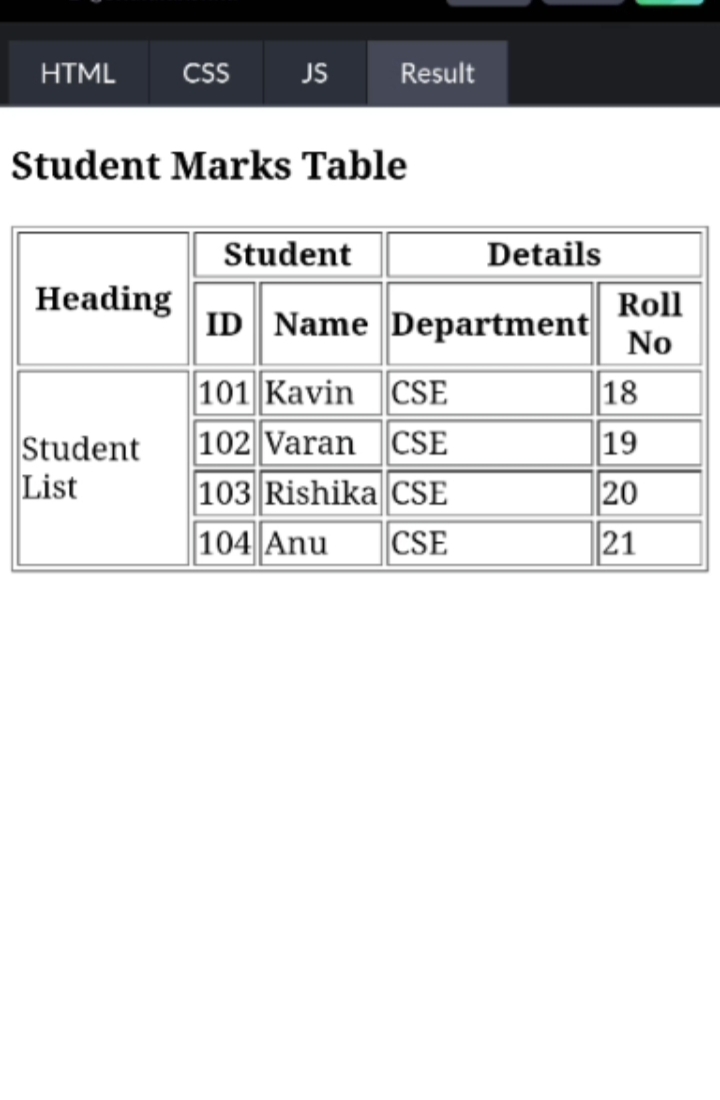 HTML CSS JS Result
Student Marks Table
Heading Student Details
ID Name Department Roll No
Student List 101 Kavin CSE 18
102 Varan CSE 19
103 Rishika CSE 20
104 Anu CSE 21